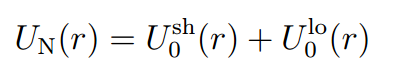 U_N(r) = U_0^sh(r) + U_0^lo(r)